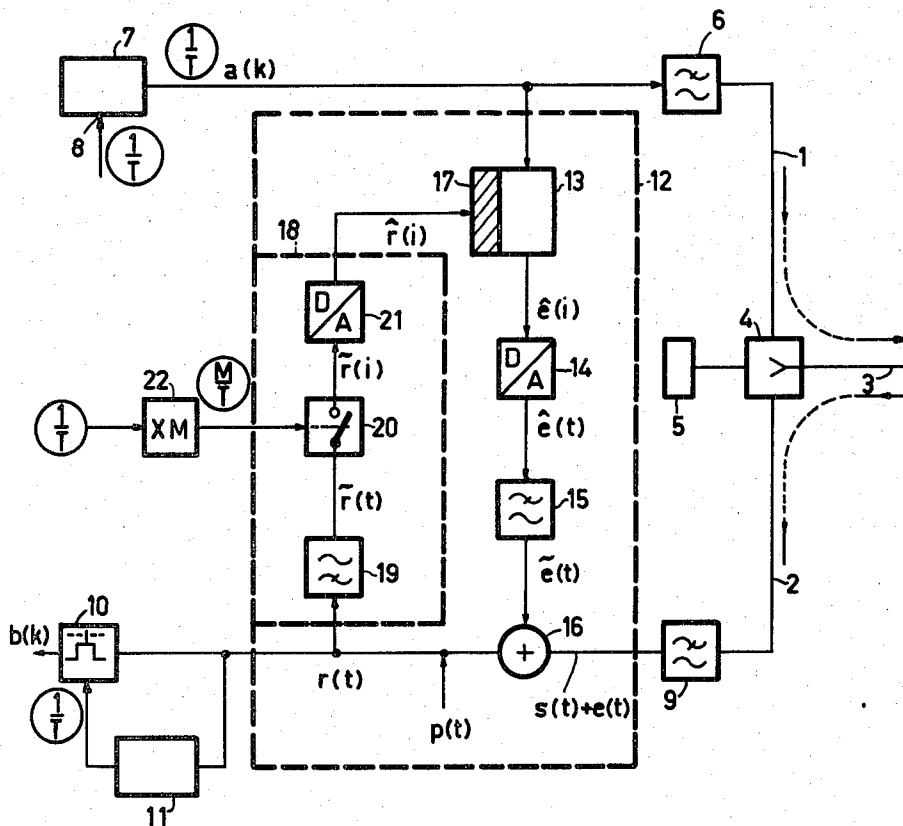 7
1/T
a(k)
6
8
1/T
1
17
13
12
r̂(i)
18
D/A
21
ê(i)
4
r̃(i)
D/A
14
3
22
M/T
5
1/T
XM
20
ê(t)
r̃(t)
15
2
19
ẽ(t)
10
16
b(k)
+
r(t)
s(t)+e(t)
9
1/T
p(t)
11